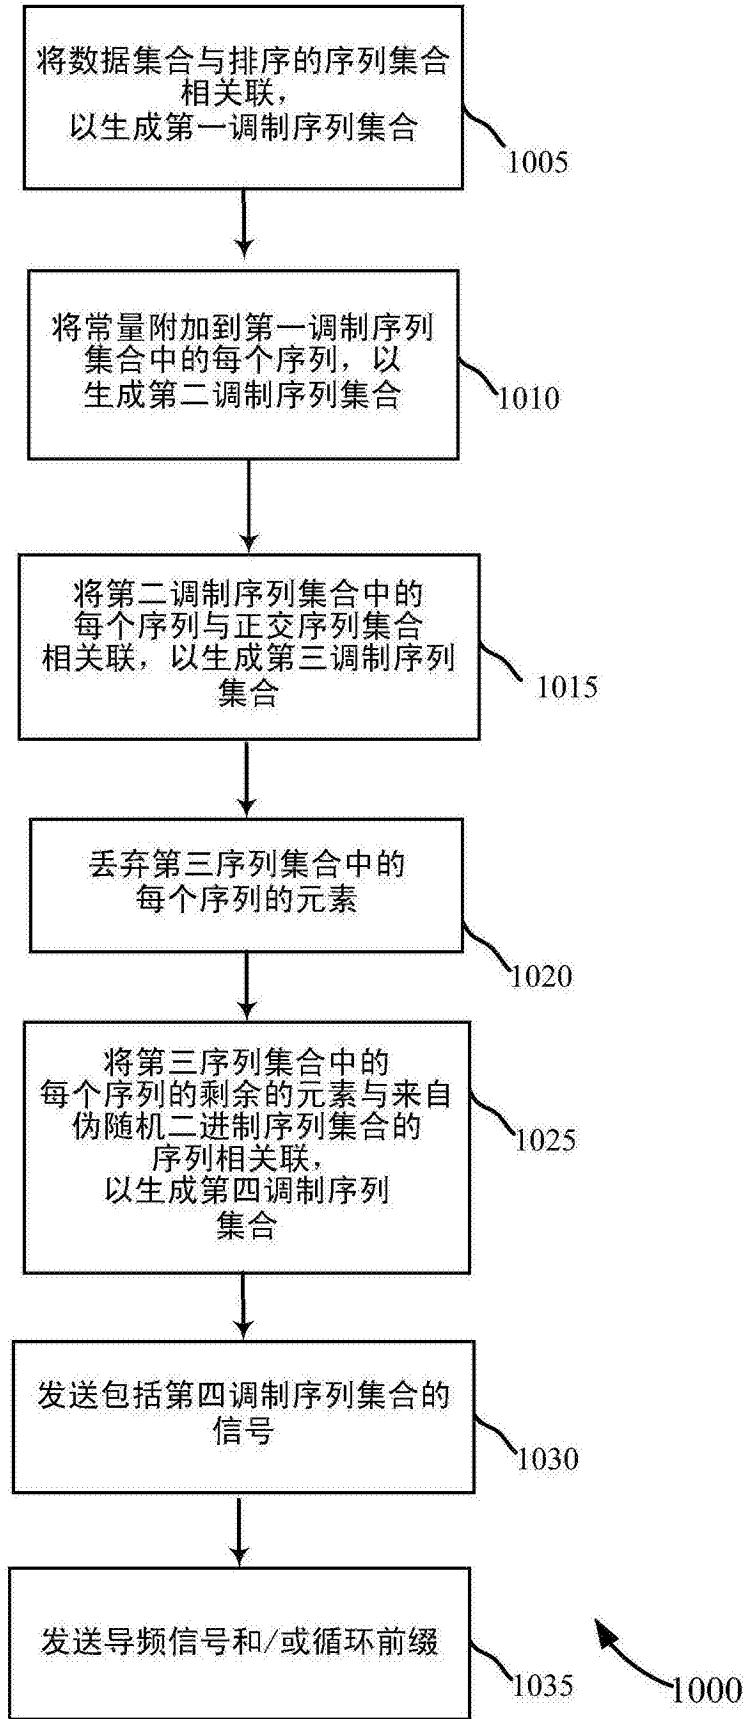 将数据集合与排序的序列集合
相关联，
以生成第一调制序列集合
1005
将常量附加到第一调制序列
集合中的每个序列，以
生成第二调制序列集合
1010
将第二调制序列集合中的
每个序列与正交序列集合
相关联，以生成第三调制序列
集合
1015
丢弃第三序列集合中的
每个序列的元素
1020
将第三序列集合中的
每个序列的剩余的元素与来自
伪随机二进制序列集合的
序列相关联，
以生成第四调制序列
集合
1025
发送包括第四调制序列集合的
信号
1030
发送导频信号和/或循环前缀
1035
1000